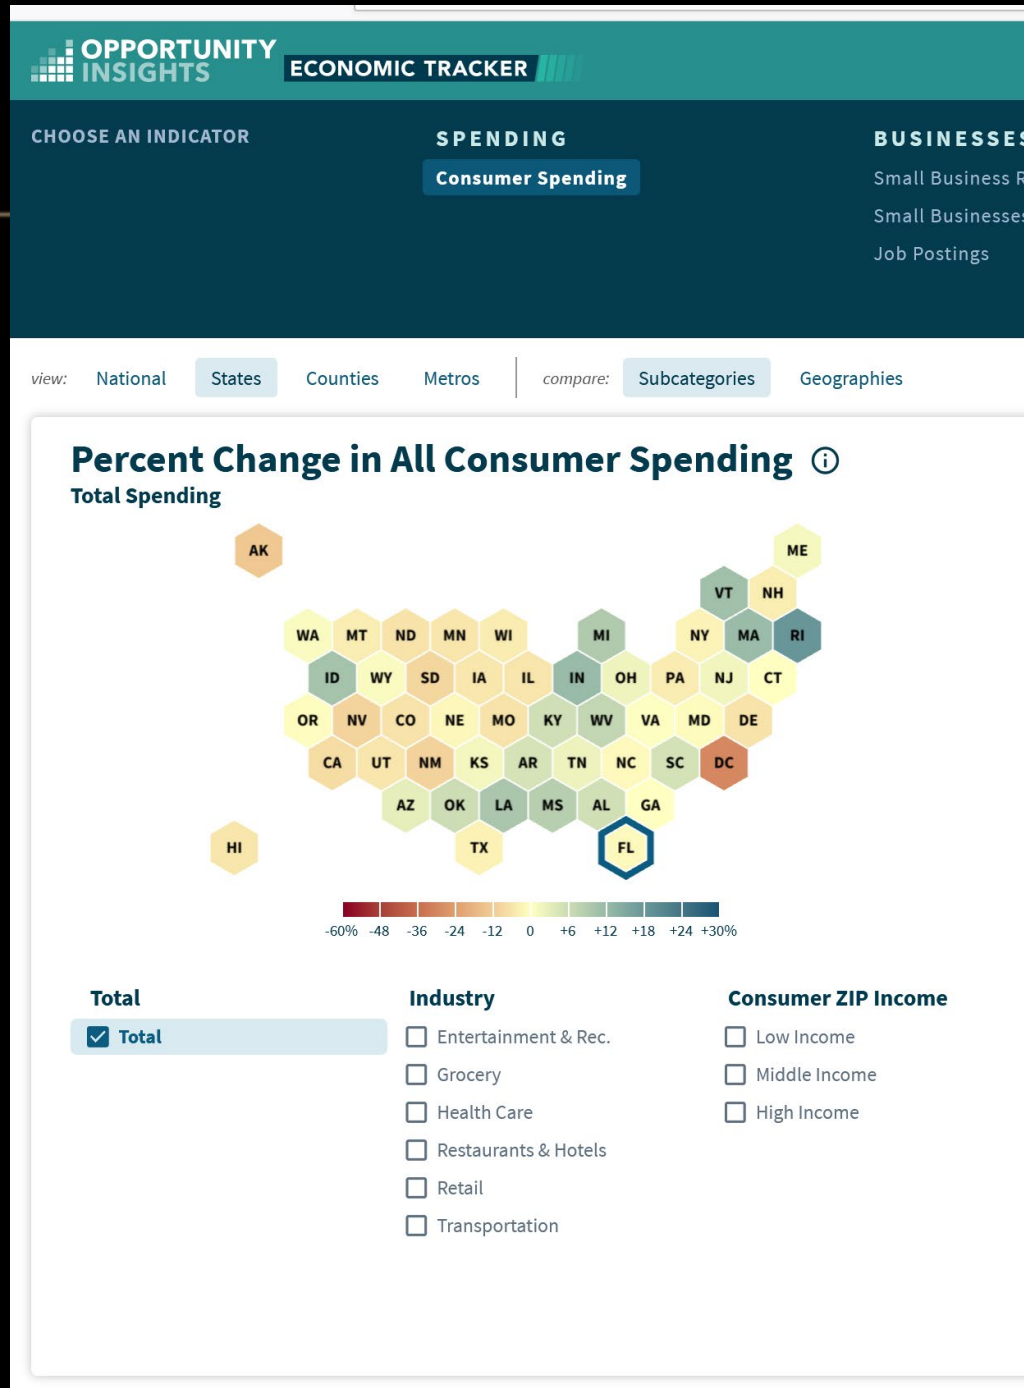 OPPORTUNITY
INSIGHTS
ECONOMIC TRACKER
CHOOSE AN INDICATOR
SPENDING
Consumer Spending
BUSINESSES
Small Business R
Small Businesses
Job Postings
view: National States Counties Metros compare: Subcategories Geographies
Percent Change in All Consumer Spending
Total Spending
AK ME
VT NH
WA MT ND MN WI MI NY MA RI
ID WY SD IA IL IN OH PA NJ CT
OR NV CO NE MO KY WV VA MD DE
CA UT NM KS AR TN NC SC DC
AZ OK LA MS AL GA
HI TX FL
-60% -48 -36 -24 -12 0 +6 +12 +18 +24 +30%
Total
Total
Industry
Entertainment & Rec.
Grocery
Health Care
Restaurants & Hotels
Retail
Transportation
Consumer ZIP Income
Low Income
Middle Income
High Income